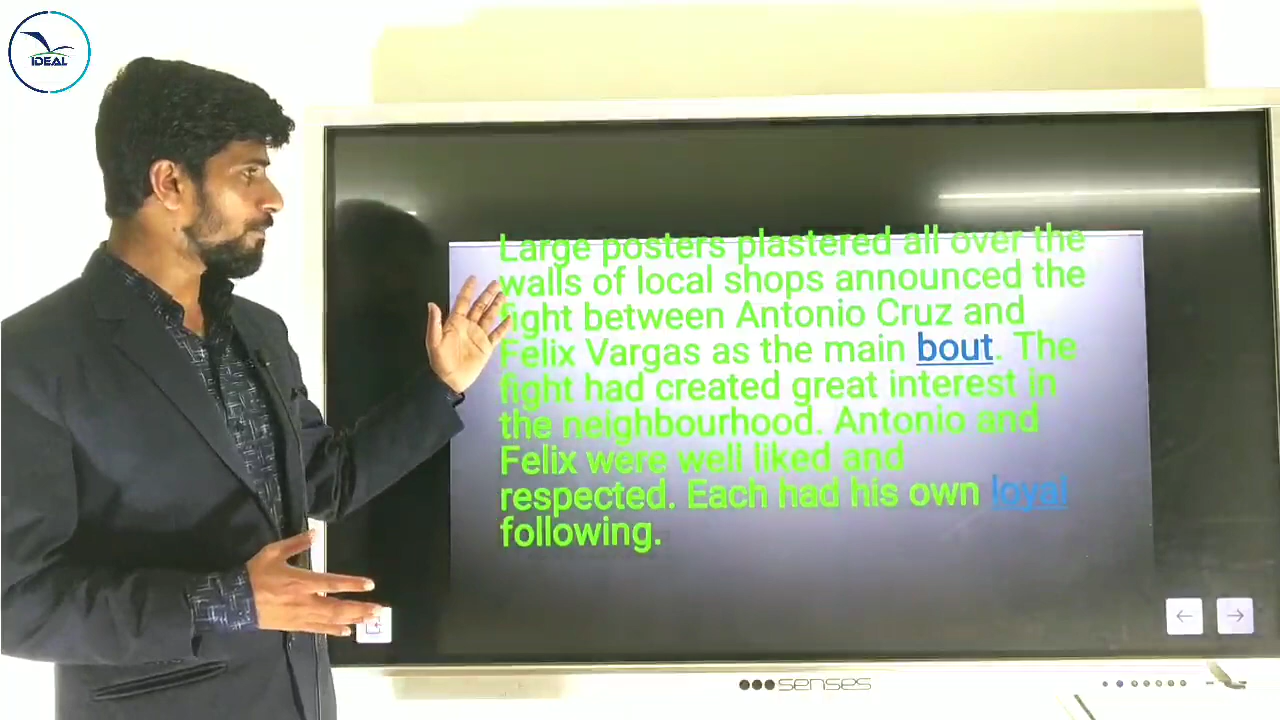 IDEAL
Large posters plastered all over the
walls of local shops announced the
fight between Antonio Cruz and
Felix Vargas as the main bout. The
fight had created great interest in
the neighbourhood. Antonio and
Felix were well liked and
respected. Each had his own loyal
following.
senses